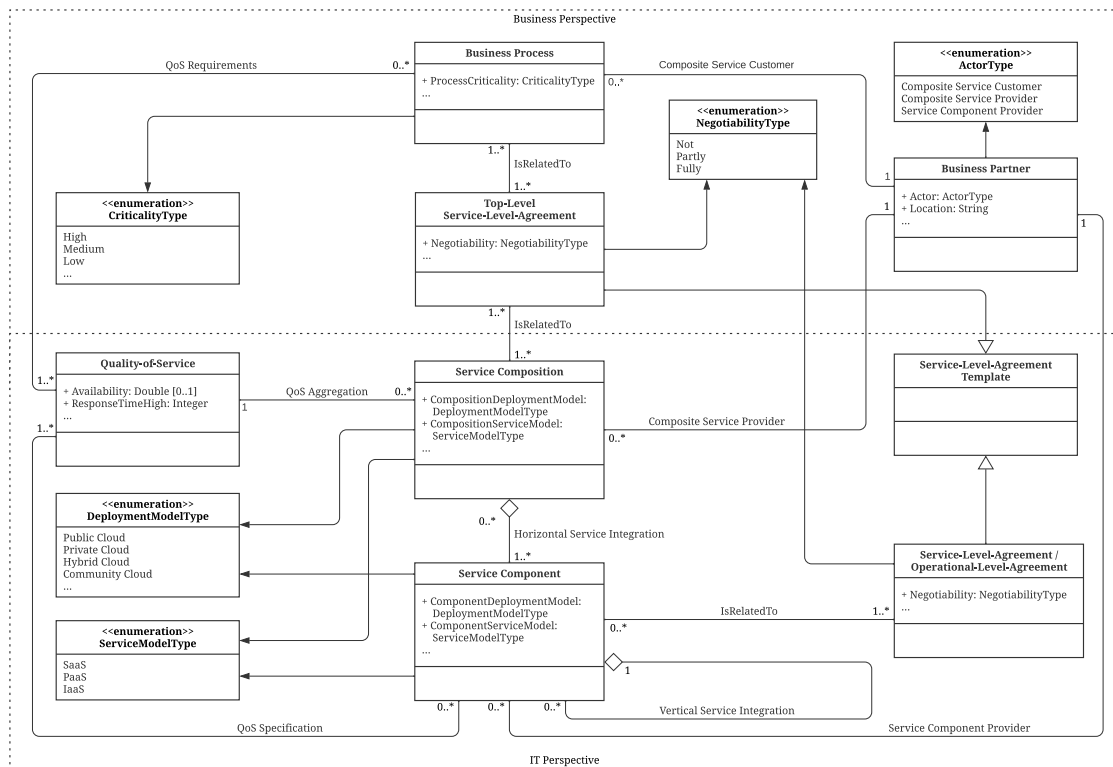 Business Perspective
QoS Requirements
0..*
Business Process
+ ProcessCriticality: CriticalityType
...
Composite Service Customer
0..*
<<enumeration>>
ActorType
Composite Service Customer
Composite Service Provider
Service Component Provider
<<enumeration>>
NegotiabilityType
Not
Partly
Fully
1..*
IsRelatedTo
1..*
Business Partner
+ Actor: ActorType
+ Location: String
...
1
1
1
<<enumeration>>
CriticalityType
High
Medium
Low
...
Top-Level
Service-Level-Agreement
+ Negotiability: NegotiabilityType
...
1..*
IsRelatedTo
1..*
Quality-of-Service
+ Availability: Double [0..1]
+ ResponseTimeHigh: Integer
...
1..*
1..*
1
QoS Aggregation
0..*
Service Composition
+ CompositionDeploymentModel:
DeploymentModelType
+ CompositionServiceModel:
ServiceModelType
...
Composite Service Provider
0..*
Service-Level-Agreement
Template
<<enumeration>>
DeploymentModelType
Public Cloud
Private Cloud
Hybrid Cloud
Community Cloud
...
0..*
Horizontal Service Integration
1..*
Service Component
+ ComponentDeploymentModel:
DeploymentModelType
+ ComponentServiceModel:
ServiceModelType
...
IsRelatedTo
0..*
1..*
Service-Level-Agreement /
Operational-Level-Agreement
+ Negotiability: NegotiabilityType
...
<<enumeration>>
ServiceModelType
SaaS
PaaS
IaaS
1
Vertical Service Integration
0..*
0..*
0..*
QoS Specification
Service Component Provider
IT Perspective